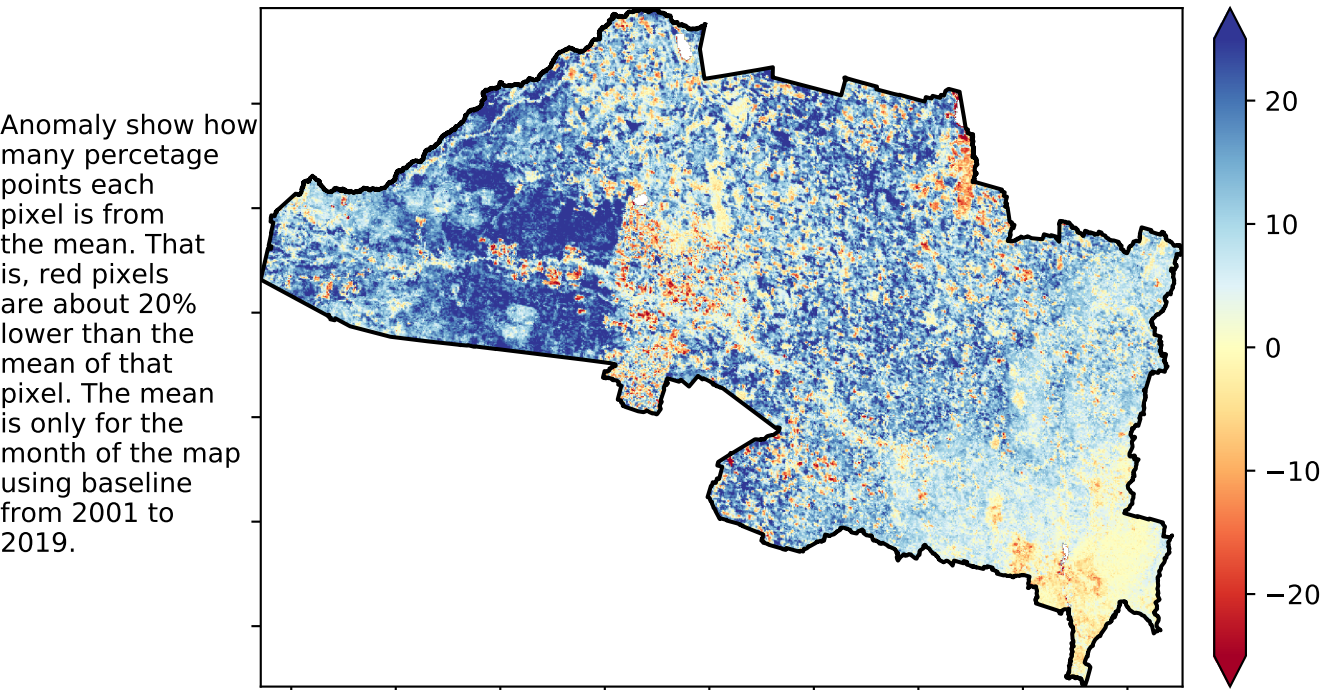 Anomaly show how
many percetage
points each
pixel is from
the mean. That
is, red pixels
are about 20%
lower than the
mean of that
pixel. The mean
is only for the
month of the map
using baseline
from 2001 to
2019.
20
10
0
−10
−20